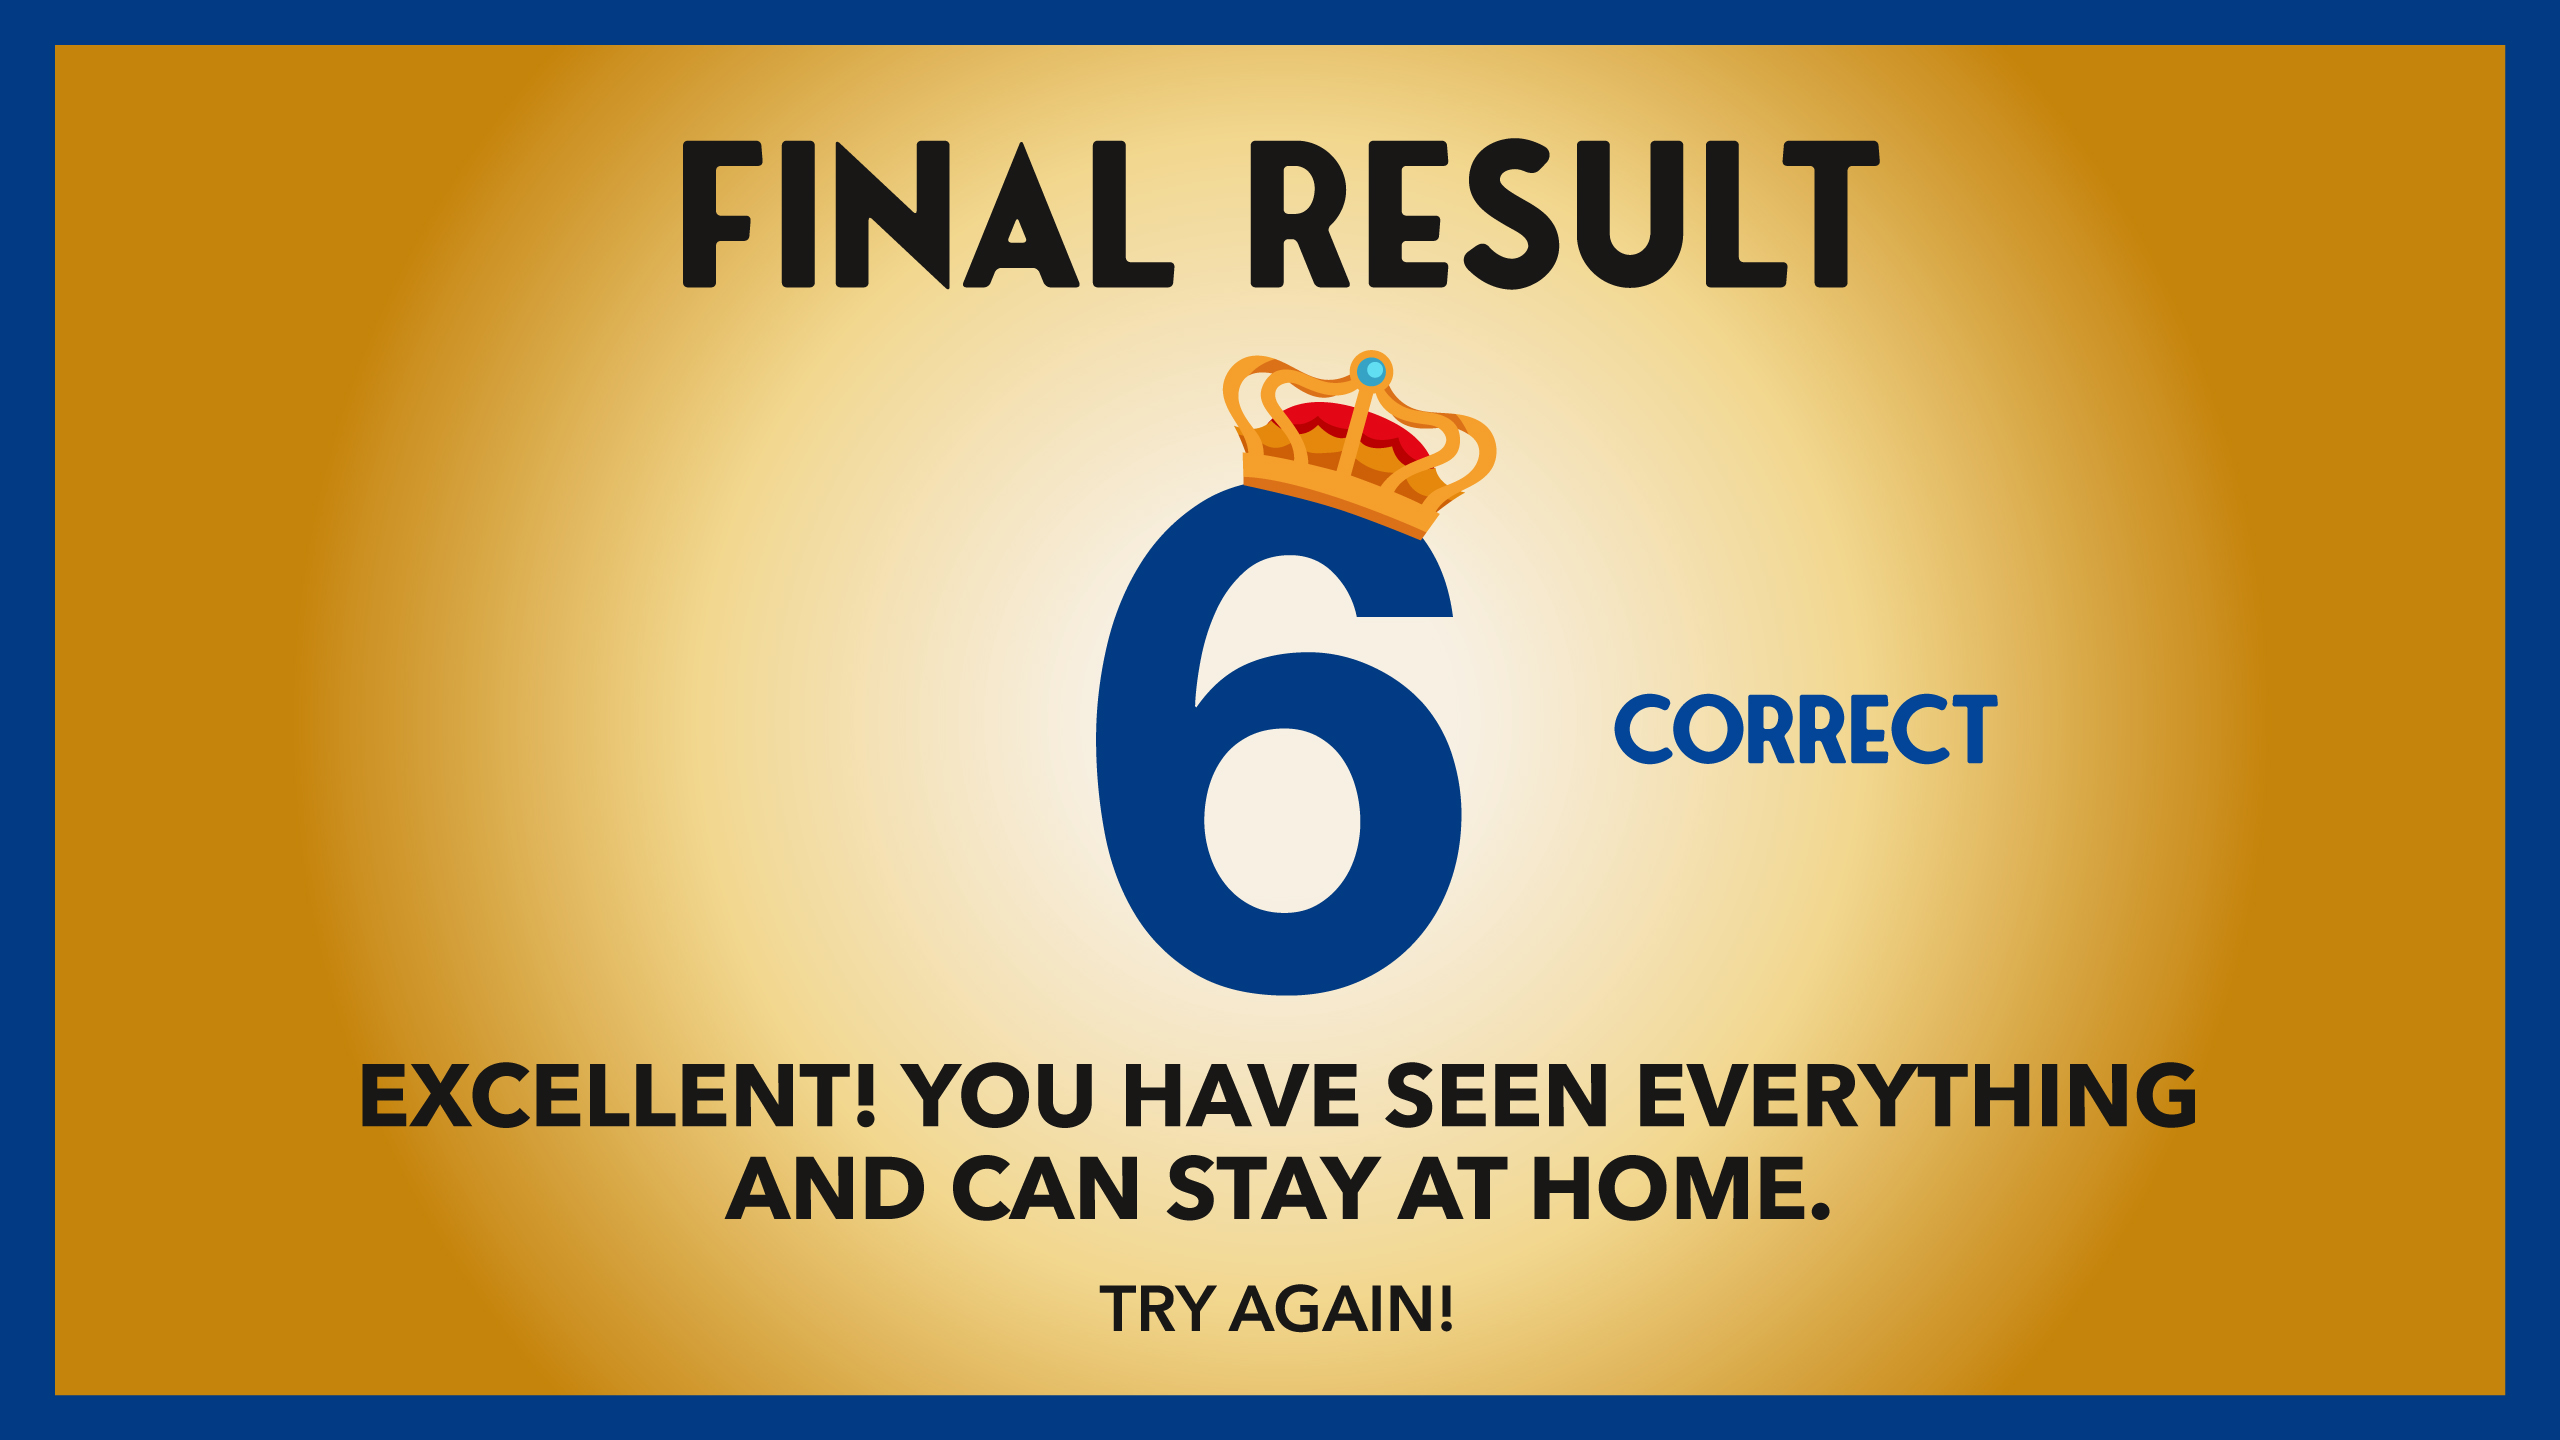 FINAL RESULT
6
CORRECT
EXCELLENT! YOU HAVE SEEN EVERYTHING
AND CAN STAY AT HOME.
TRY AGAIN!